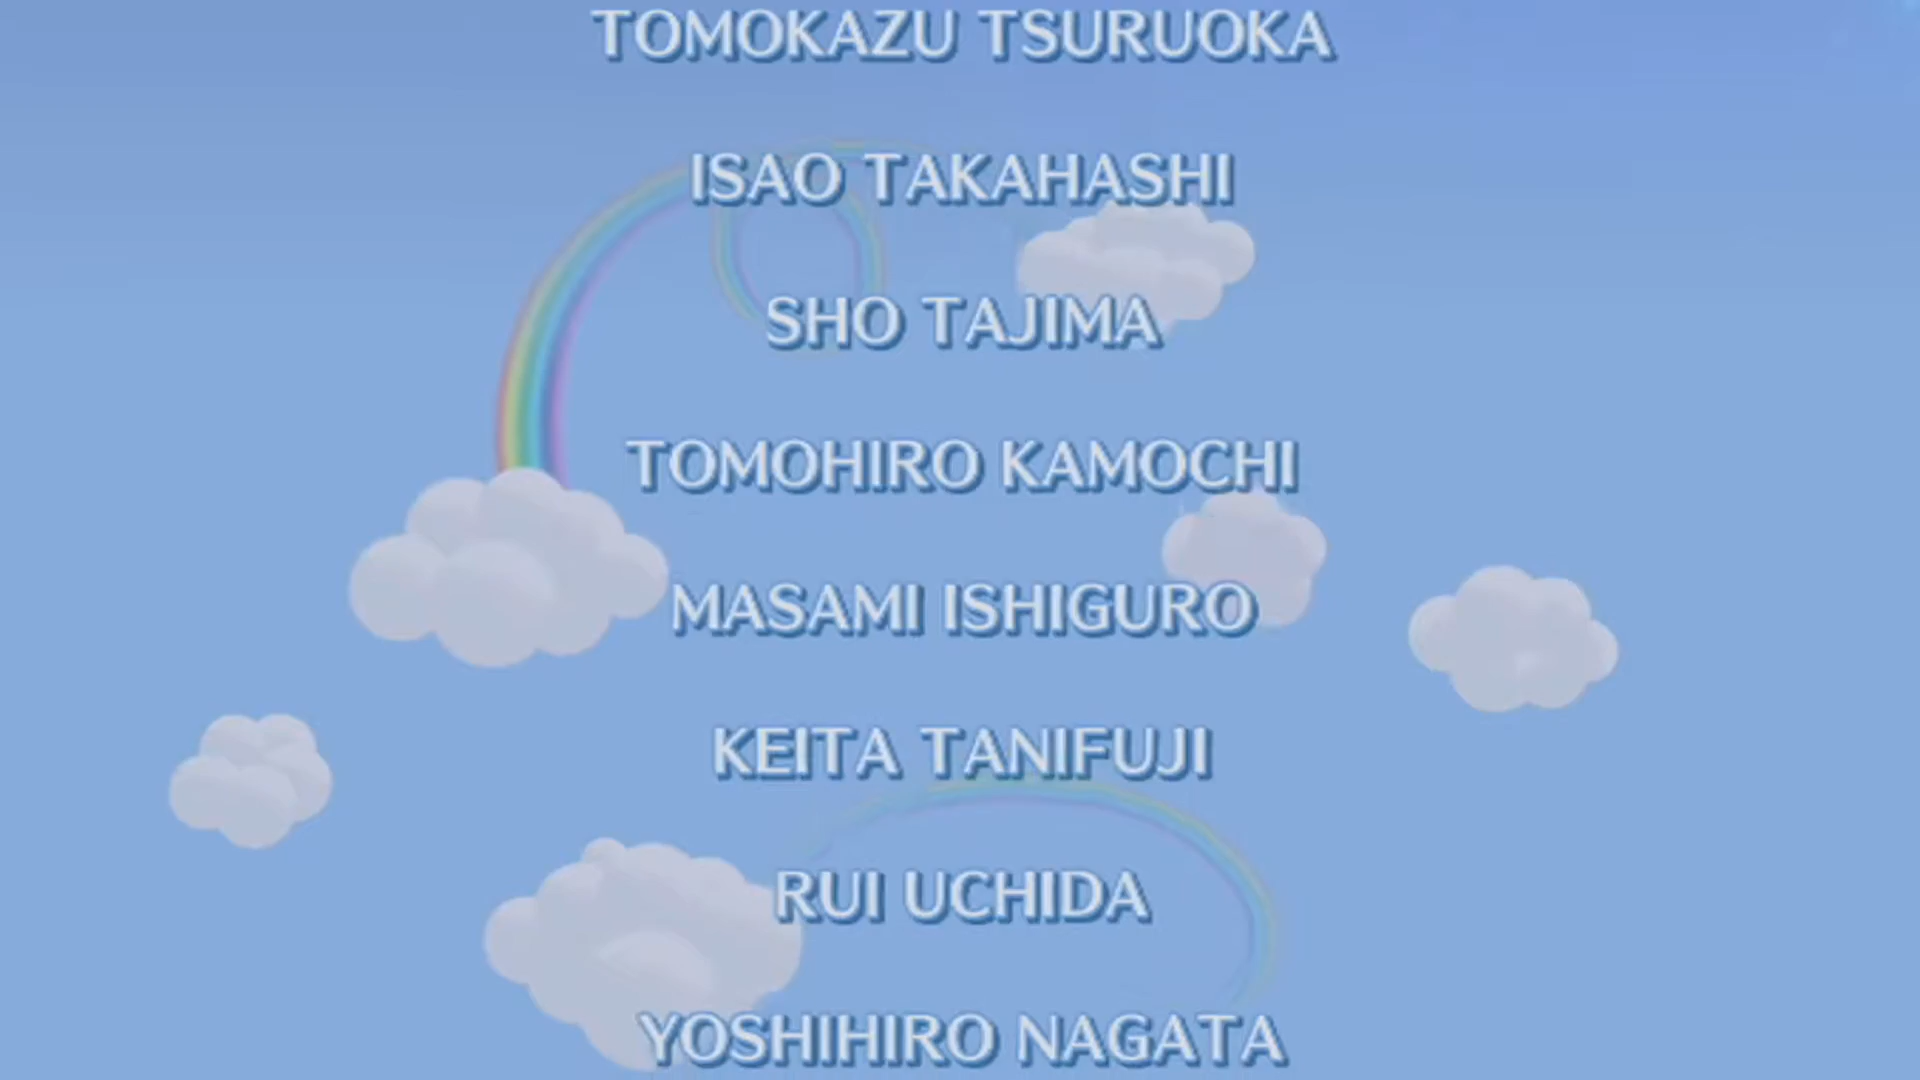 TOMOKAZU TSURUOKA
ISAO TAKAHASHI
SHO TAJIMA
TOMOHIRO KAMOCHI
MASAMI ISHIGURO
KEITA TANIFUJI
RUI UCHIDA
YOSHIHIRO NAGATA